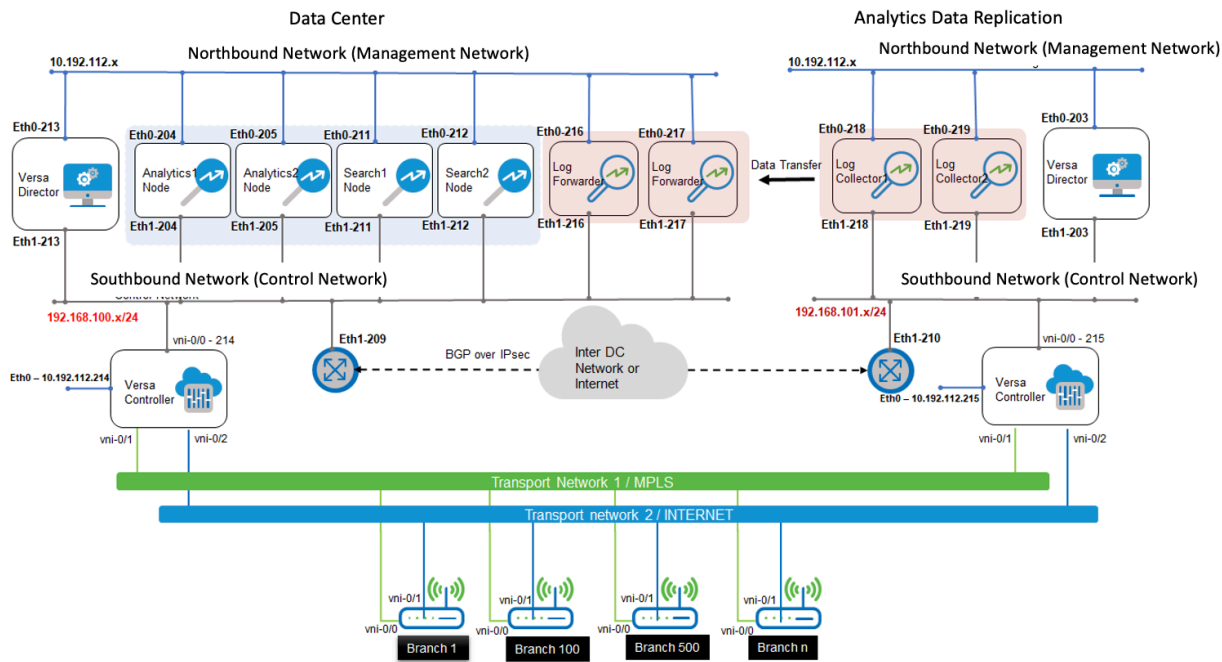 Data Center
Analytics Data Replication
Northbound Network (Management Network)
Northbound Network (Management Network)
10.192.112.x
10.192.112.x
Eth0-213
Eth0-204
Eth0-205
Eth0-211
Eth0-212
Eth0-216
Eth0-217
Eth0-218
Eth0-219
Eth0-203
Versa
Director
Analytics1
Node
Analytics2
Node
Search1
Node
Search2
Node
Log
Forwarder
Log
Forwarder
Data Transfer
Log
Collector1
Log
Collector2
Versa
Director
Eth1-213
Eth1-204
Eth1-205
Eth1-211
Eth1-212
Eth1-216
Eth1-217
Eth1-218
Eth1-219
Eth1-203
Southbound Network (Control Network)
Southbound Network (Control Network)
Control Network
192.168.100.x/24
192.168.101.x/24
vni-0/0 - 214
Eth1-209
Eth1-210
vni-0/0 - 215
BGP over IPsec
Inter DC
Network or
Internet
Eth0 – 10.192.112.214
Versa
Controller
Eth0 – 10.192.112.215
Versa
Controller
vni-0/1
vni-0/2
vni-0/1
vni-0/2
Transport Network 1 / MPLS
Transport network 2 / INTERNET
vni-0/1
vni-0/1
vni-0/1
vni-0/1
vni-0/0
vni-0/0
vni-0/0
vni-0/0
Branch 1
Branch 100
Branch 500
Branch n